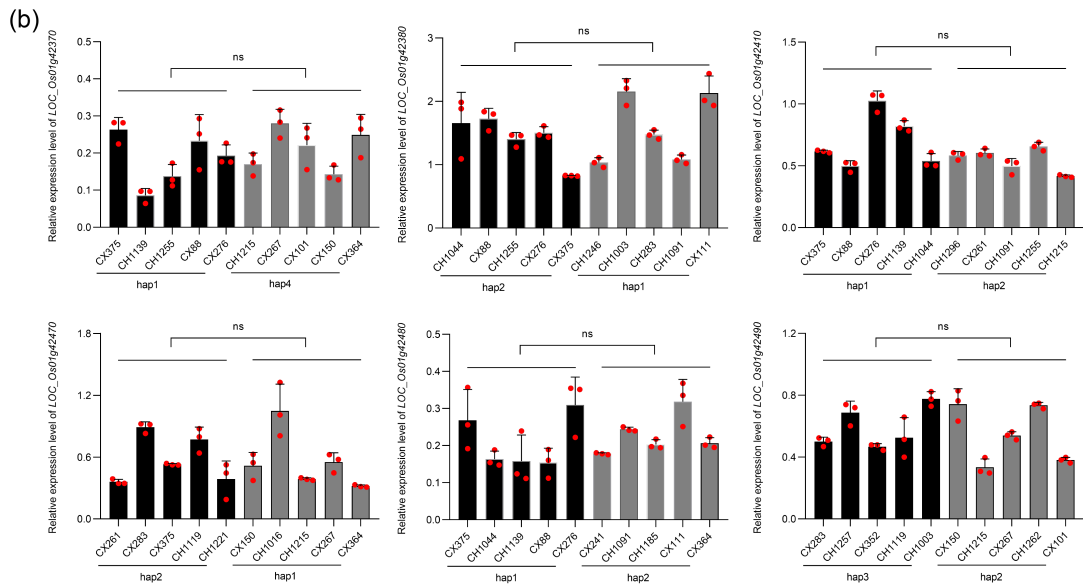 (b)
Relative expression level of LOC_Os01g42370
0.5
0.4
0.3
0.2
0.1
0.0
ns
CX375 CH1139 CH1255 CX88 CX276 CH1215 CX267 CX101 CX150 CX364
hap1 hap4
Relative expression level of LOC_Os01g42380
3
2
1
0
ns
CH1044 CX88 CH1255 CX276 CX375 CH1246 CH1003 CH283 CH1091 CX111
hap2 hap1
Relative expression level of LOC_Os01g42410
1.5
1.0
0.5
0.0
ns
CX375 CX88 CX276 CH1139 CH1044 CH1296 CX261 CH1091 CH1255 CH1215
hap1 hap2
Relative expression level of LOC_Os01g42470
1.8
1.2
0.6
0.0
ns
CX261 CX283 CX375 CH1119 CH1221 CX150 CH1016 CH1215 CX267 CX364
hap2 hap1
Relative expression level of LOC_Os01g42480
0.5
0.4
0.3
0.2
0.1
0.0
ns
CX375 CH1044 CH1139 CX88 CX276 CX241 CH1091 CH1185 CX111 CX364
hap1 hap2
Relative expression level of LOC_Os01g42490
1.2
0.8
0.4
0.0
ns
CX283 CH1257 CX352 CH1119 CH1003 CX150 CH1215 CX267 CH1262 CX101
hap3 hap2